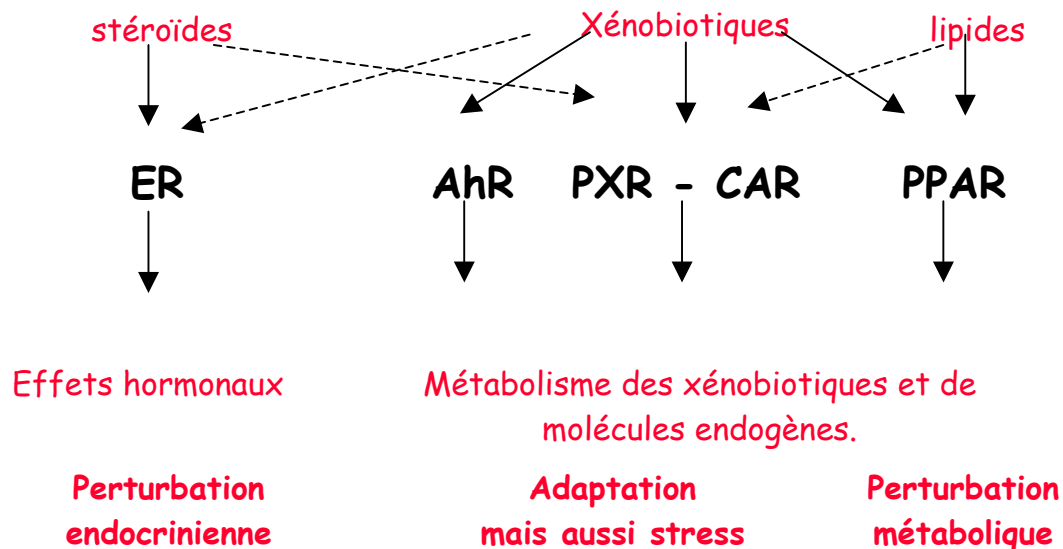 stéroïdes Xénobiotiques lipides
ER AhR PXR - CAR PPAR
Effets hormonaux Métabolisme des xénobiotiques et de
molécules endogènes.
Perturbation Adaptation Perturbation
endocrinienne mais aussi stress métabolique